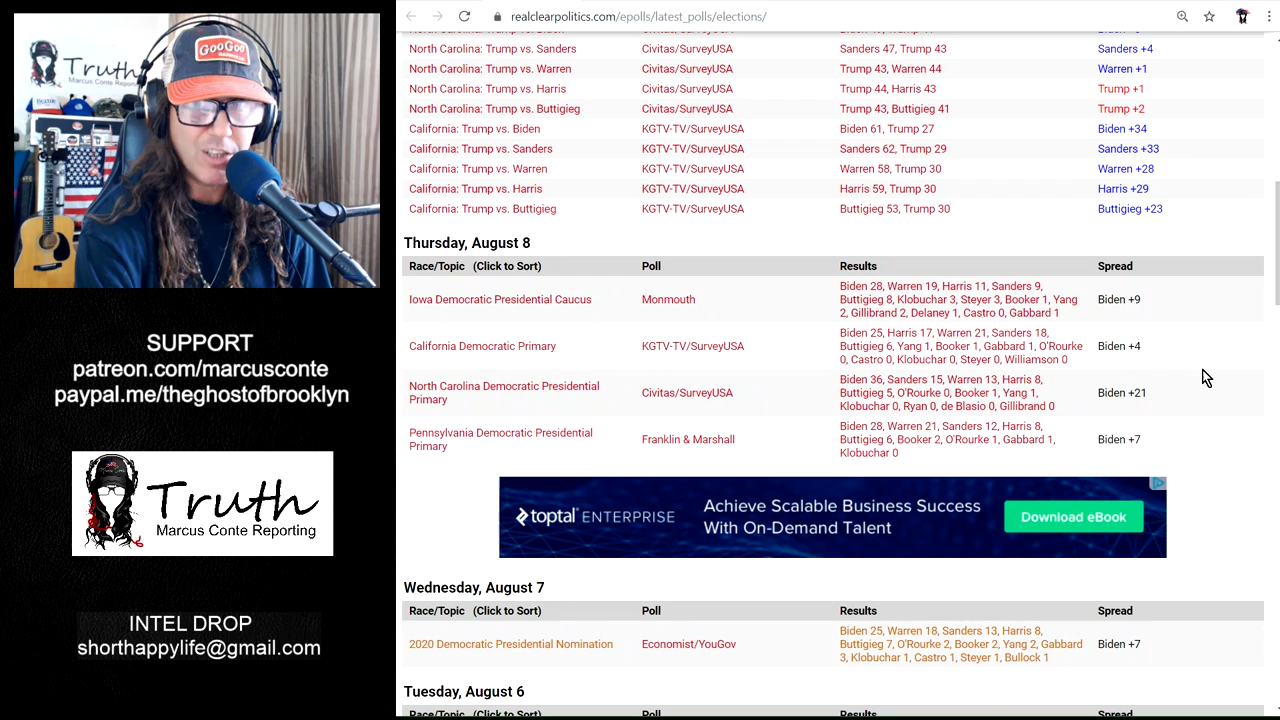 realclearpolitics.com/epolls/latest_polls/elections/
GOOGOO
Truth
Marcus Conte Reporting
SUPPORT
patreon.com/marcusconte
paypal.me/theghostofbrooklyn
Truth
Marcus Conte Reporting
INTEL DROP
shorthappylife@gmail.com
North Carolina: Trump vs. Sanders Civitas/SurveyUSA Sanders 47, Trump 43 Sanders +4
North Carolina: Trump vs. Warren Civitas/SurveyUSA Trump 43, Warren 44 Warren +1
North Carolina: Trump vs. Harris Civitas/SurveyUSA Trump 44, Harris 43 Trump +1
North Carolina: Trump vs. Buttigieg Civitas/SurveyUSA Trump 43, Buttigieg 41 Trump +2
California: Trump vs. Biden KGTV-TV/SurveyUSA Biden 61, Trump 27 Biden +34
California: Trump vs. Sanders KGTV-TV/SurveyUSA Sanders 62, Trump 29 Sanders +33
California: Trump vs. Warren KGTV-TV/SurveyUSA Warren 58, Trump 30 Warren +28
California: Trump vs. Harris KGTV-TV/SurveyUSA Harris 59, Trump 30 Harris +29
California: Trump vs. Buttigieg KGTV-TV/SurveyUSA Buttigieg 53, Trump 30 Buttigieg +23
Thursday, August 8
Race/Topic (Click to Sort) Poll Results Spread
Iowa Democratic Presidential Caucus Monmouth
Biden 28, Warren 19, Harris 11, Sanders 9,
Buttigieg 8, Klobuchar 3, Steyer 3, Booker 1, Yang
2, Gillibrand 2, Delaney 1, Castro 0, Gabbard 1
Biden +9
California Democratic Primary KGTV-TV/SurveyUSA
Biden 25, Harris 17, Warren 21, Sanders 18,
Buttigieg 6, Yang 1, Booker 1, Gabbard 1, O'Rourke
0, Castro 0, Klobuchar 0, Steyer 0, Williamson 0
Biden +4
North Carolina Democratic Presidential
Primary
Civitas/SurveyUSA
Biden 36, Sanders 15, Warren 13, Harris 8,
Buttigieg 5, O'Rourke 0, Booker 1, Yang 1,
Klobuchar 0, Ryan 0, de Blasio 0, Gillibrand 0
Biden +21
Pennsylvania Democratic Presidential
Primary
Franklin & Marshall
Biden 28, Warren 21, Sanders 12, Harris 8,
Buttigieg 6, Booker 2, O'Rourke 1, Gabbard 1,
Klobuchar 0
Biden +7
toptal ENTERPRISE
Achieve Scalable Business Success
With On-Demand Talent
Download eBook
Wednesday, August 7
Race/Topic (Click to Sort) Poll Results Spread
2020 Democratic Presidential Nomination Economist/YouGov
Biden 25, Warren 18, Sanders 13, Harris 8,
Buttigieg 7, O'Rourke 2, Booker 2, Yang 2, Gabbard
3, Klobuchar 1, Castro 1, Steyer 1, Bullock 1
Biden +7
Tuesday, August 6